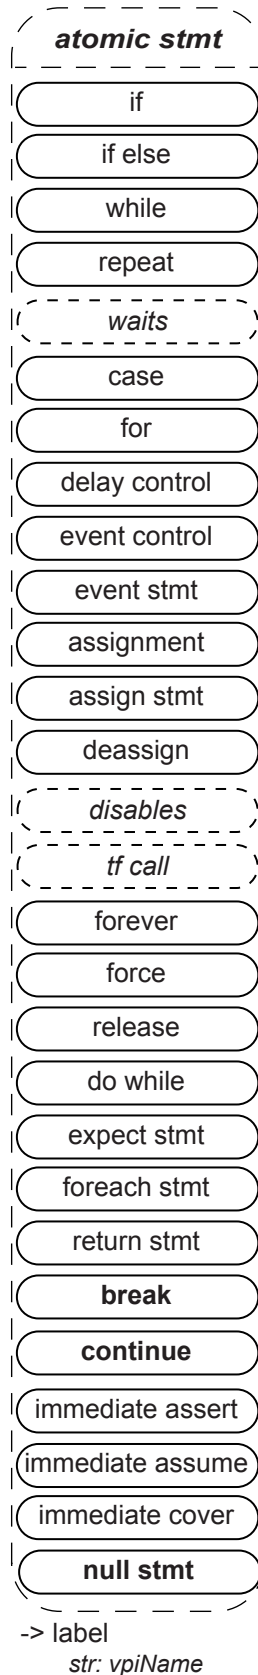 atomic stmt
if
if else
while
repeat
waits
case
for
delay control
event control
event stmt
assignment
assign stmt
deassign
disables
tf call
forever
force
release
do while
expect stmt
foreach stmt
return stmt
break
continue
immediate assert
immediate assume
immediate cover
null stmt
-> label
str: vpiName